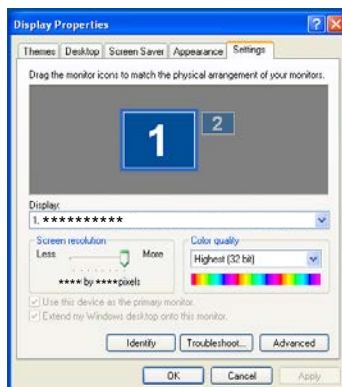 Display Properties
Themes Desktop Screen Saver Appearance Settings
Drag the monitor icons to match the physical arrangement of your monitors.
1 2
Display:
1. **********
Screen resolution
Less More
**** by ****pixels
Color quality
Highest (32 bit)
Use this device as the primary monitor.
Extend my Windows desktop onto this monitor.
Identify Troubleshoot... Advanced
OK Cancel Apply